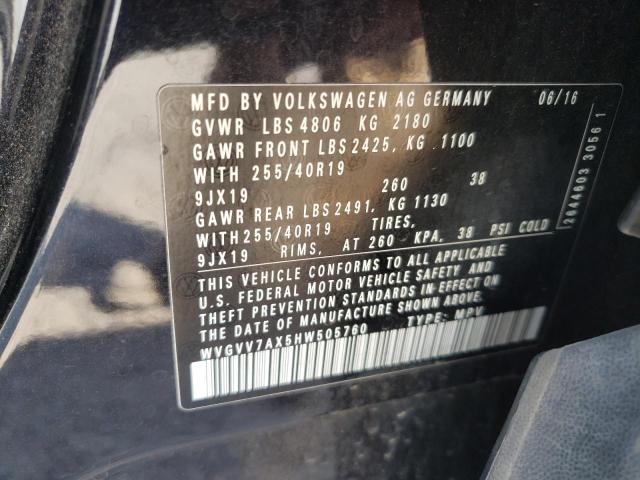 MFD BY VOLKSWAGEN AG GERMANY 06/16
GVWR LBS 4806 KG 2180
GAWR FRONT LBS 2425, KG 1100
WITH 255/40R19
9JX19 260 38
GAWR REAR LBS 2491, KG 1130
WITH 255/40R19 TIRES,
9JX19 RIMS, AT 260 KPA, 38 PSI COLD
THIS VEHICLE CONFORMS TO ALL APPLICABLE
U.S. FEDERAL MOTOR VEHICLE SAFETY AND
THEFT PREVENTION STANDARDS IN EFFECT ON
THE DATE OF MANUFACTURE SHOWN ABOVE.
WVGVV7AX5HW505760 TYPE: MPV
2644603 3056 1